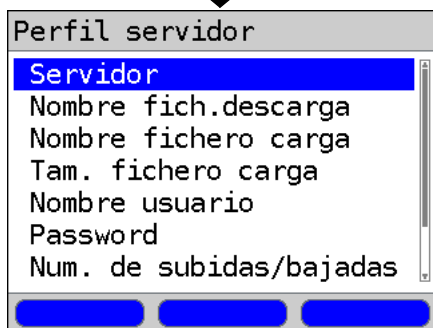 Perfil servidor
Servidor
Nombre fich.descarga
Nombre fichero carga
Tam. fichero carga
Nombre usuario
Password
Num. de subidas/bajadas